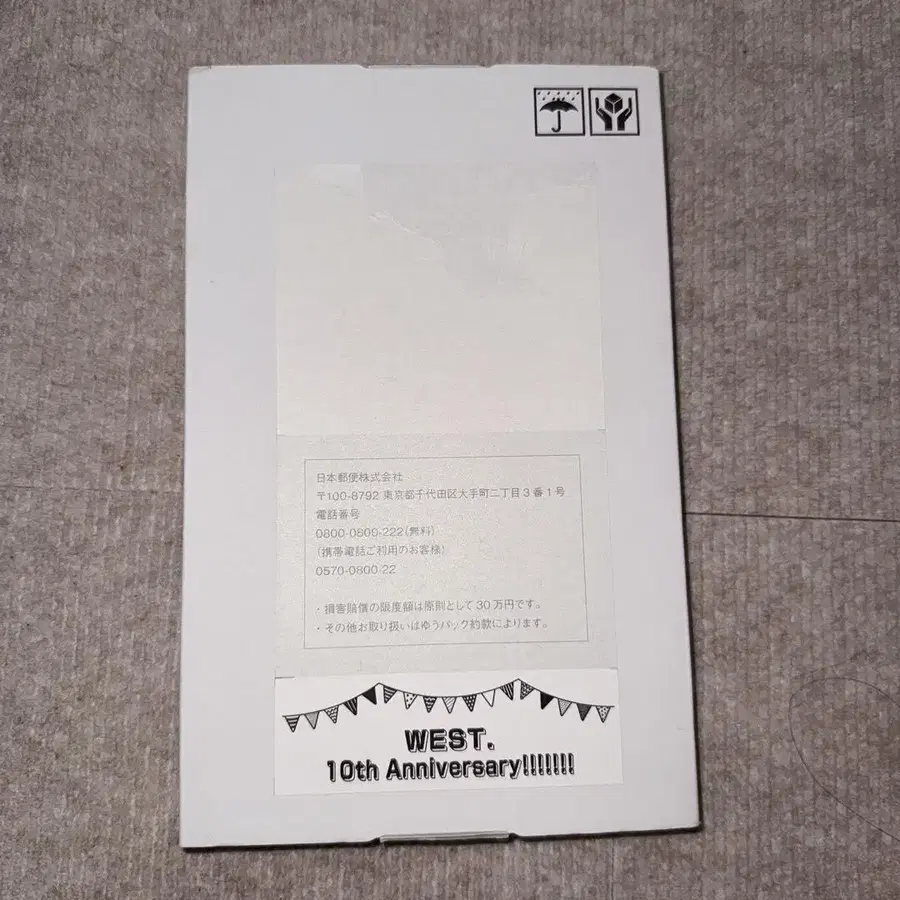 日本郵便株式会社
〒100-8792 東京都千代田区大手町二丁目3番1号
電話番号
0800-0800-222(無料)
(携帯電話ご利用のお客様)
0570-0800-22
・損害賠償の限度額は原則として30万円です。
・その他お取り扱いはゆうパック約款によります。
WEST.
10th Anniversary!!!!!!!